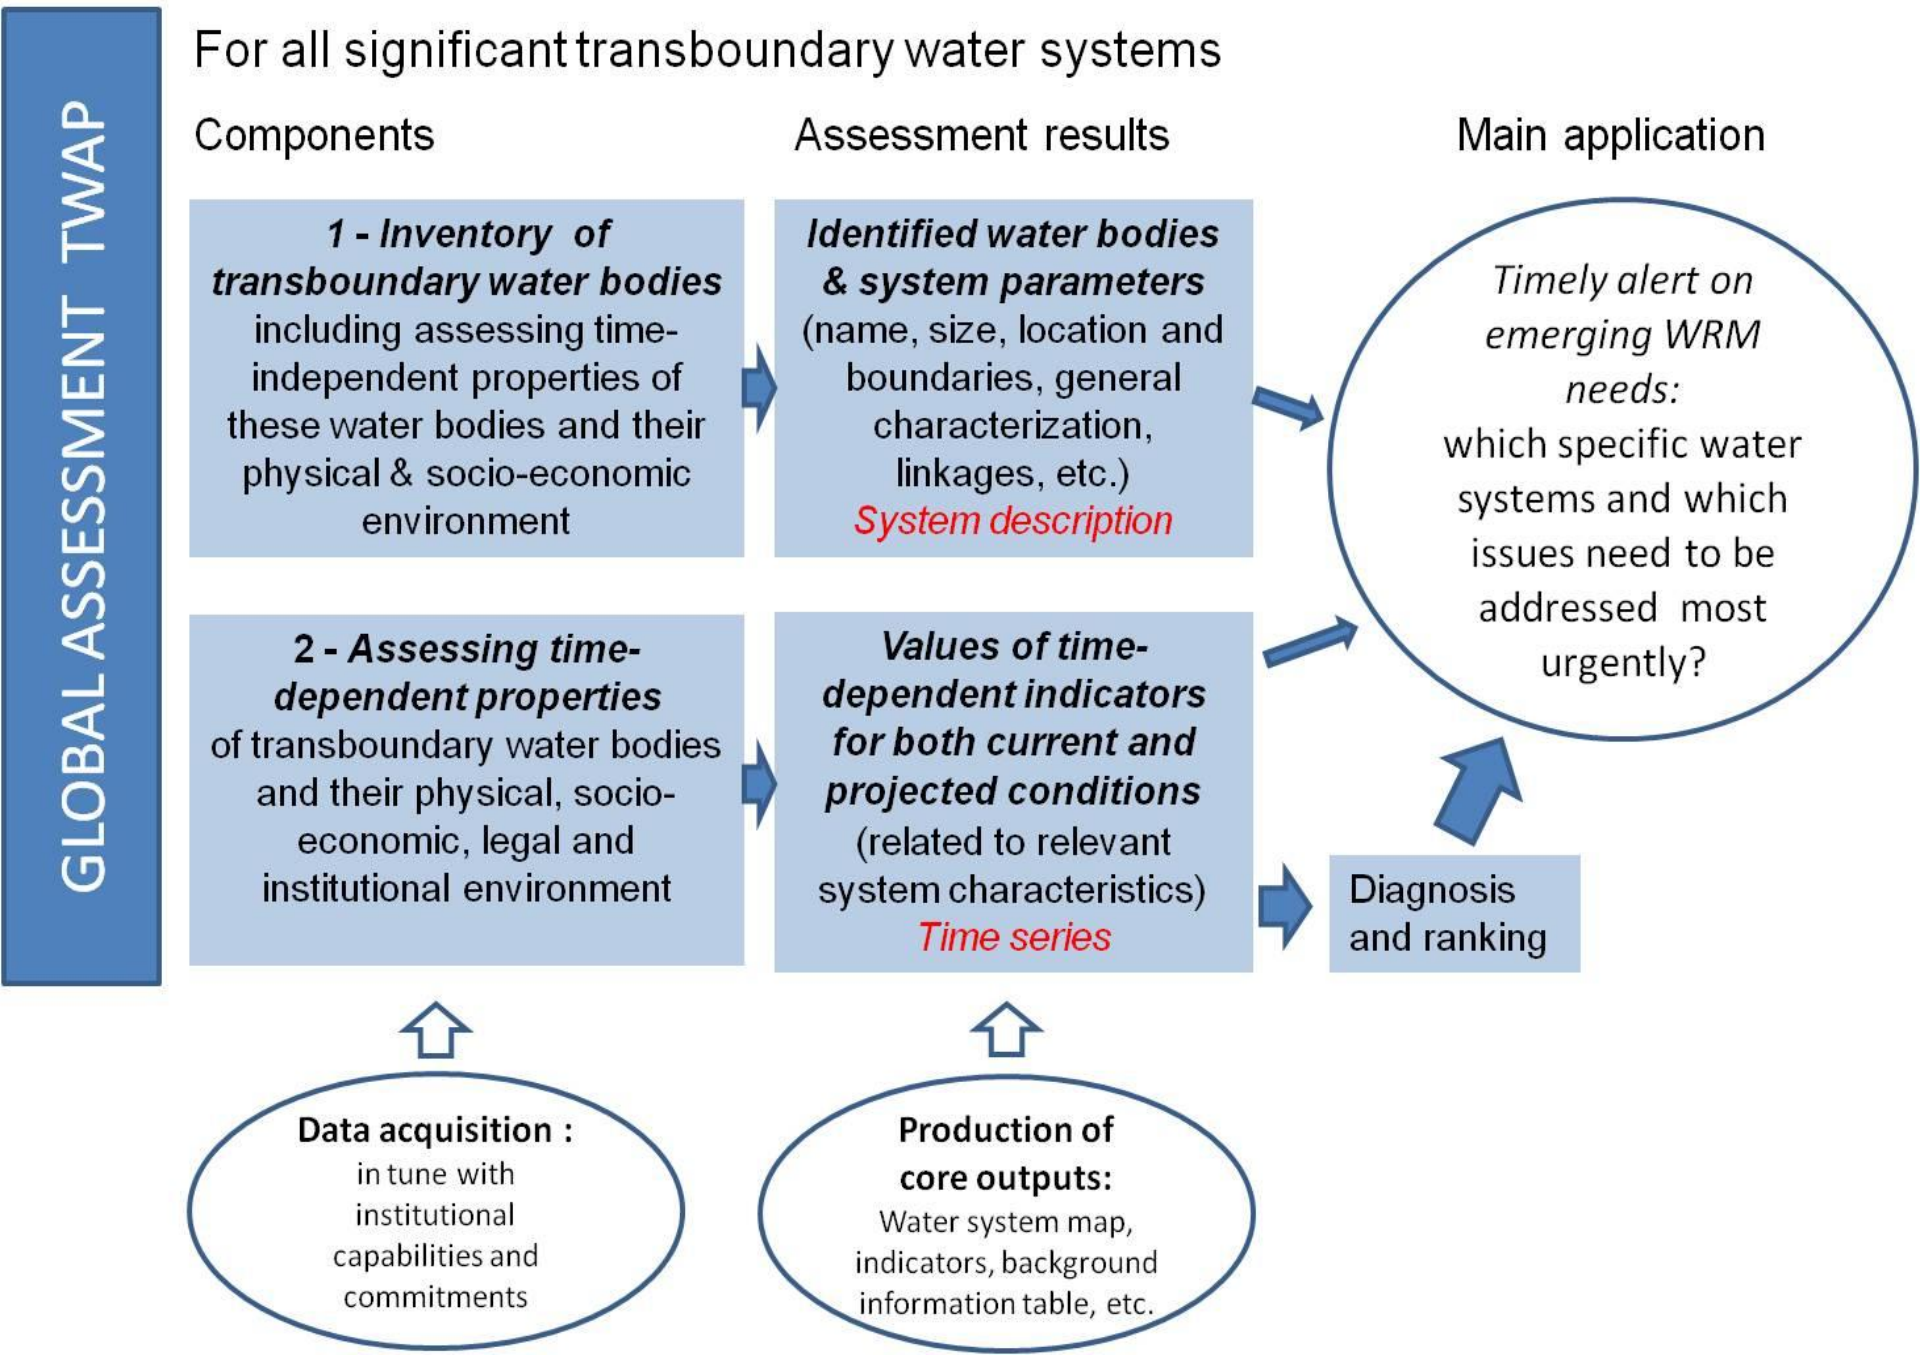 GLOBAL ASSESSMENT TWAP
For all significant transboundary water systems
Components
Assessment results
Main application
1 - Inventory of
transboundary water bodies
including assessing time-
independent properties of
these water bodies and their
physical & socio-economic
environment
Identified water bodies
& system parameters
(name, size, location and
boundaries, general
characterization,
linkages, etc.)
System description
Timely alert on
emerging WRM
needs:
which specific water
systems and which
issues need to be
addressed most
urgently?
2 - Assessing time-
dependent properties
of transboundary water bodies
and their physical, socio-
economic, legal and
institutional environment
Values of time-
dependent indicators
for both current and
projected conditions
(related to relevant
system characteristics)
Time series
Diagnosis
and ranking
Data acquisition :
in tune with
institutional
capabilities and
commitments
Production of
core outputs:
Water system map,
indicators, background
information table, etc.